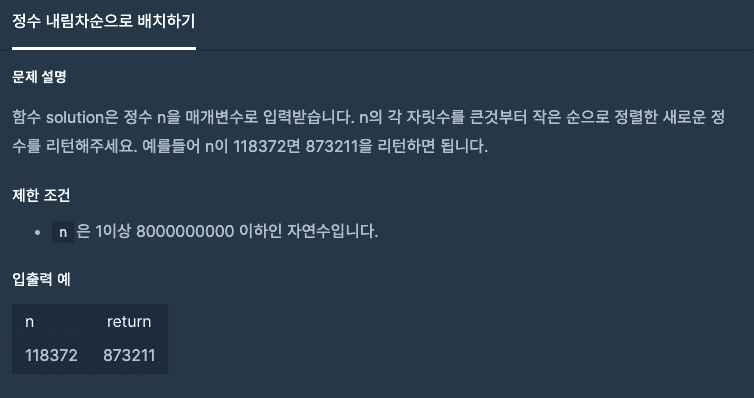 정수 내림차순으로 배치하기
문제 설명
함수 solution은 정수 n을 매개변수로 입력받습니다. n의 각 자릿수를 큰것부터 작은 순으로 정렬한 새로운 정
수를 리턴해주세요. 예를들어 n이 118372면 873211을 리턴하면 됩니다.
제한 조건
• n 은 1이상 8000000000 이하인 자연수입니다.
입출력 예
n return
118372 873211